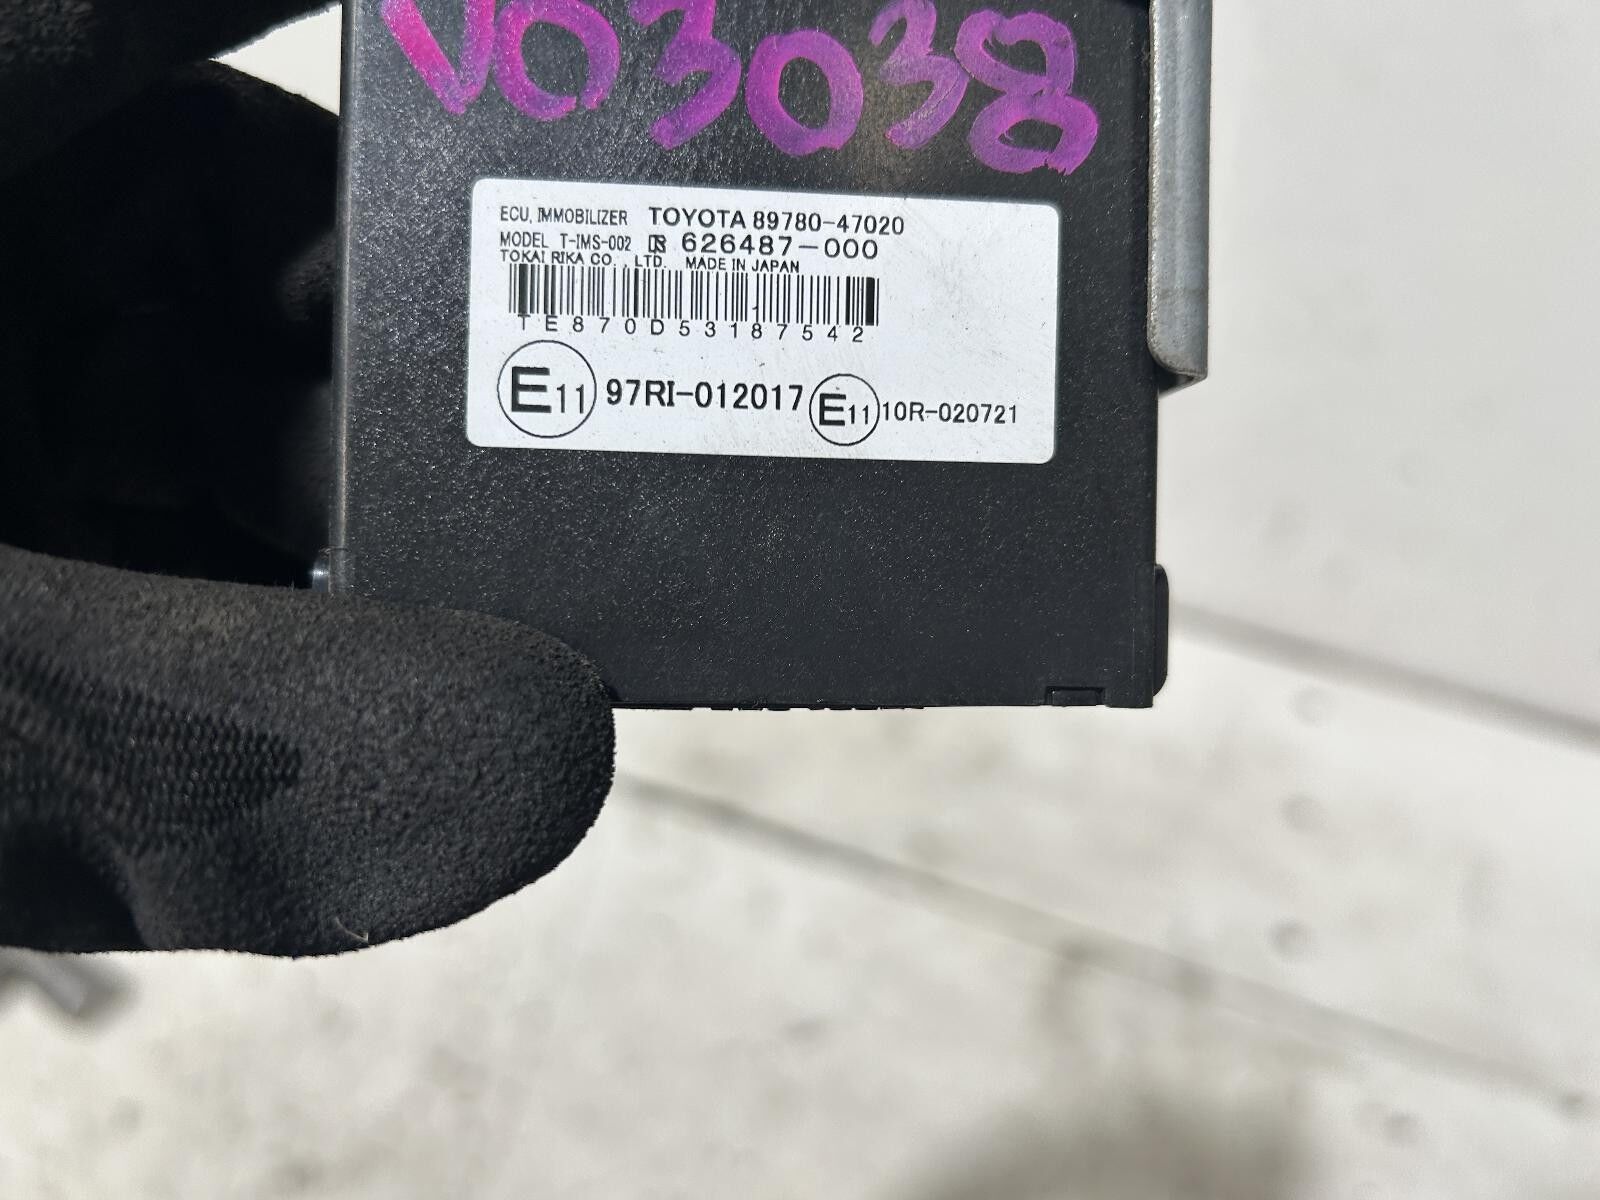 V03038
ECU, IMMOBILIZER TOYOTA 89780-47020
MODEL T-IMS-002 626487-000
TOKAI RIKA CO., LTD. MADE IN JAPAN
TE870D53187542
E11 97RI-012017 E11 10R-020721